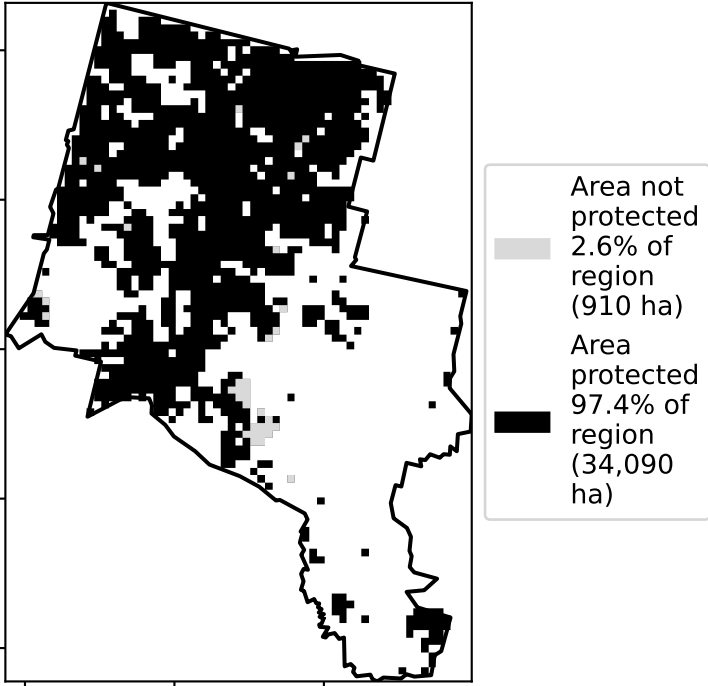 Area not
protected
2.6% of
region
(910 ha)
Area
protected
97.4% of
region
(34,090
ha)